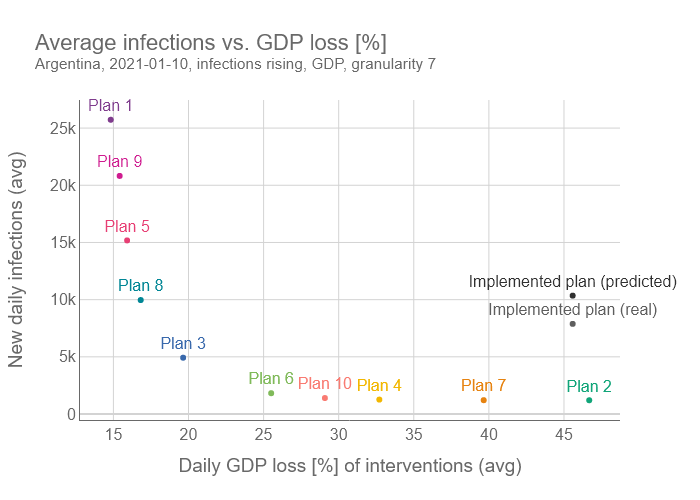 Average infections vs. GDP loss [%]
Argentina, 2021-01-10, infections rising, GDP, granularity 7
New daily infections (avg)
25k
20k
15k
10k
5k
0
Plan 1
Plan 9
Plan 5
Plan 8
Implemented plan (predicted)
Implemented plan (real)
Plan 3
Plan 6
Plan 10
Plan 4
Plan 7
Plan 2
15
20
25
30
35
40
45
Daily GDP loss [%] of interventions (avg)